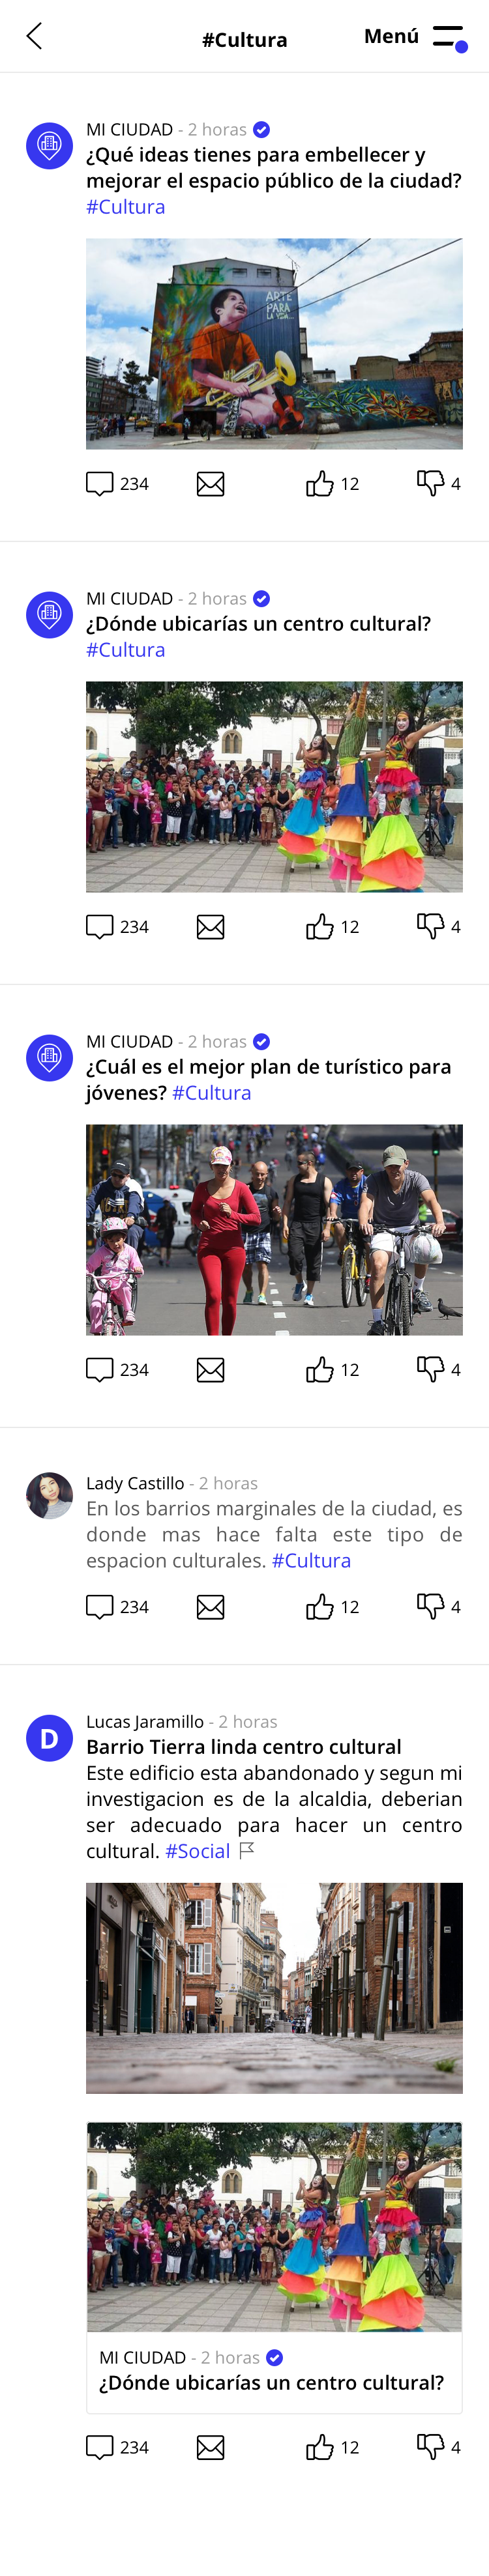 #Cultura
Menú
MI CIUDAD - 2 horas
¿Qué ideas tienes para embellecer y
mejorar el espacio público de la ciudad?
#Cultura
ARTE
PARA
LA VIDA
234
12
4
MI CIUDAD - 2 horas
¿Dónde ubicarías un centro cultural?
#Cultura
234
12
4
MI CIUDAD - 2 horas
¿Cuál es el mejor plan de turístico para
jóvenes? #Cultura
234
12
4
Lady Castillo - 2 horas
En los barrios marginales de la ciudad, es
donde mas hace falta este tipo de
espacion culturales. #Cultura
234
12
4
D
Lucas Jaramillo - 2 horas
Barrio Tierra linda centro cultural
Este edificio esta abandonado y segun mi
investigacion es de la alcaldia, deberian
ser adecuado para hacer un centro
cultural. #Social
MI CIUDAD - 2 horas
¿Dónde ubicarías un centro cultural?
234
12
4